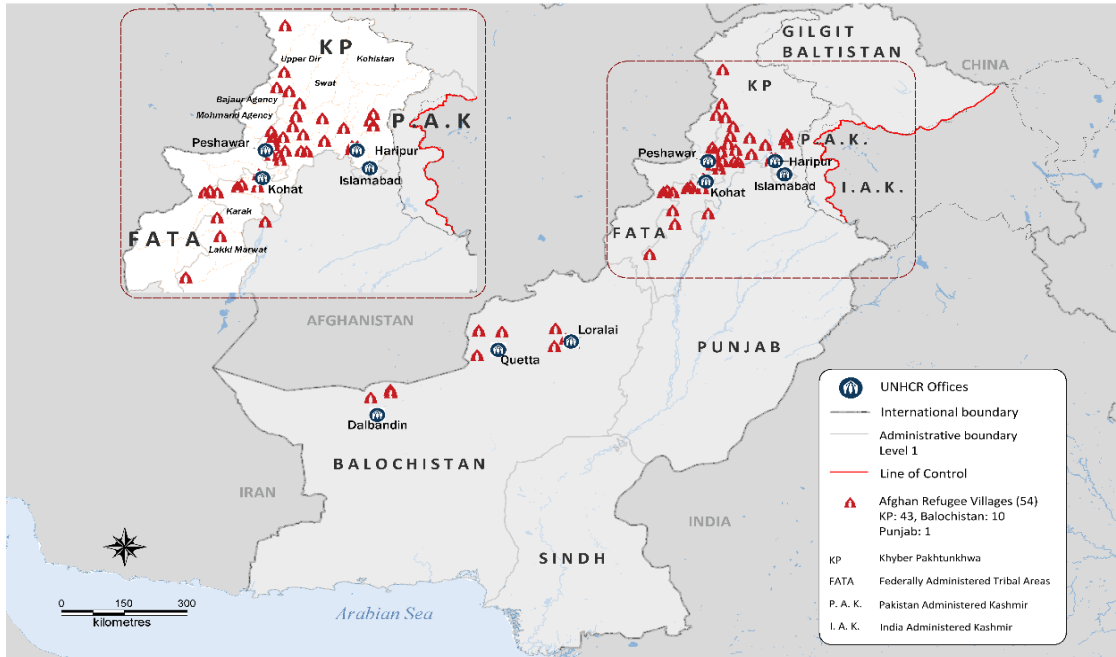 KP
Upper Dir
Kohistan
Swat
Bajaur Agency
Mohmand Agency
P.A.K
Peshawar
Haripur
Islamabad
Kohat
Karak
FATA
Lakki Marwat
GILGIT
BALTISTAN
CHINA
KP
P.A.K.
Peshawar
Haripur
Islamabad
I.A.K.
Kohat
FATA
AFGHANISTAN
Loralai
Quetta
PUNJAB
Dalbandin
BALOCHISTAN
IRAN
INDIA
SINDH
Arabian Sea
0 150 300
kilometres
UNHCR Offices
International boundary
Administrative boundary
Level 1
Line of Control
Afghan Refugee Villages (54)
KP: 43, Balochistan: 10
Punjab: 1
KP Khyber Pakhtunkhwa
FATA Federally Administered Tribal Areas
P. A. K. Pakistan Administered Kashmir
I. A. K. India Administered Kashmir